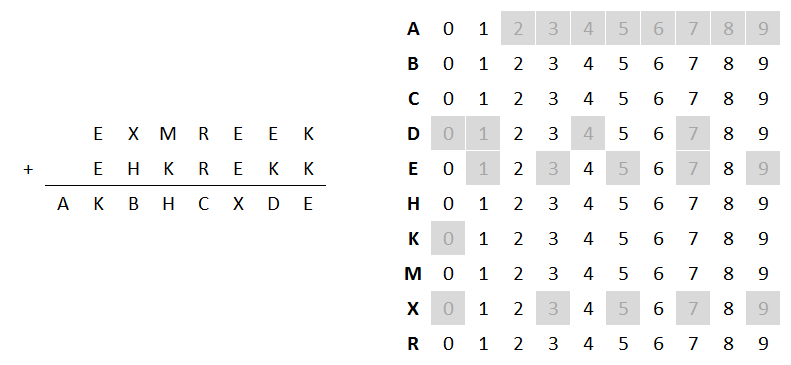 A 0 1 2 3 4 5 6 7 8 9
B 0 1 2 3 4 5 6 7 8 9
C 0 1 2 3 4 5 6 7 8 9
E X M R E E K D 0 1 2 3 4 5 6 7 8 9
+ E H K R E K K E 0 1 2 3 4 5 6 7 8 9
A K B H C X D E H 0 1 2 3 4 5 6 7 8 9
K 0 1 2 3 4 5 6 7 8 9
M 0 1 2 3 4 5 6 7 8 9
X 0 1 2 3 4 5 6 7 8 9
R 0 1 2 3 4 5 6 7 8 9